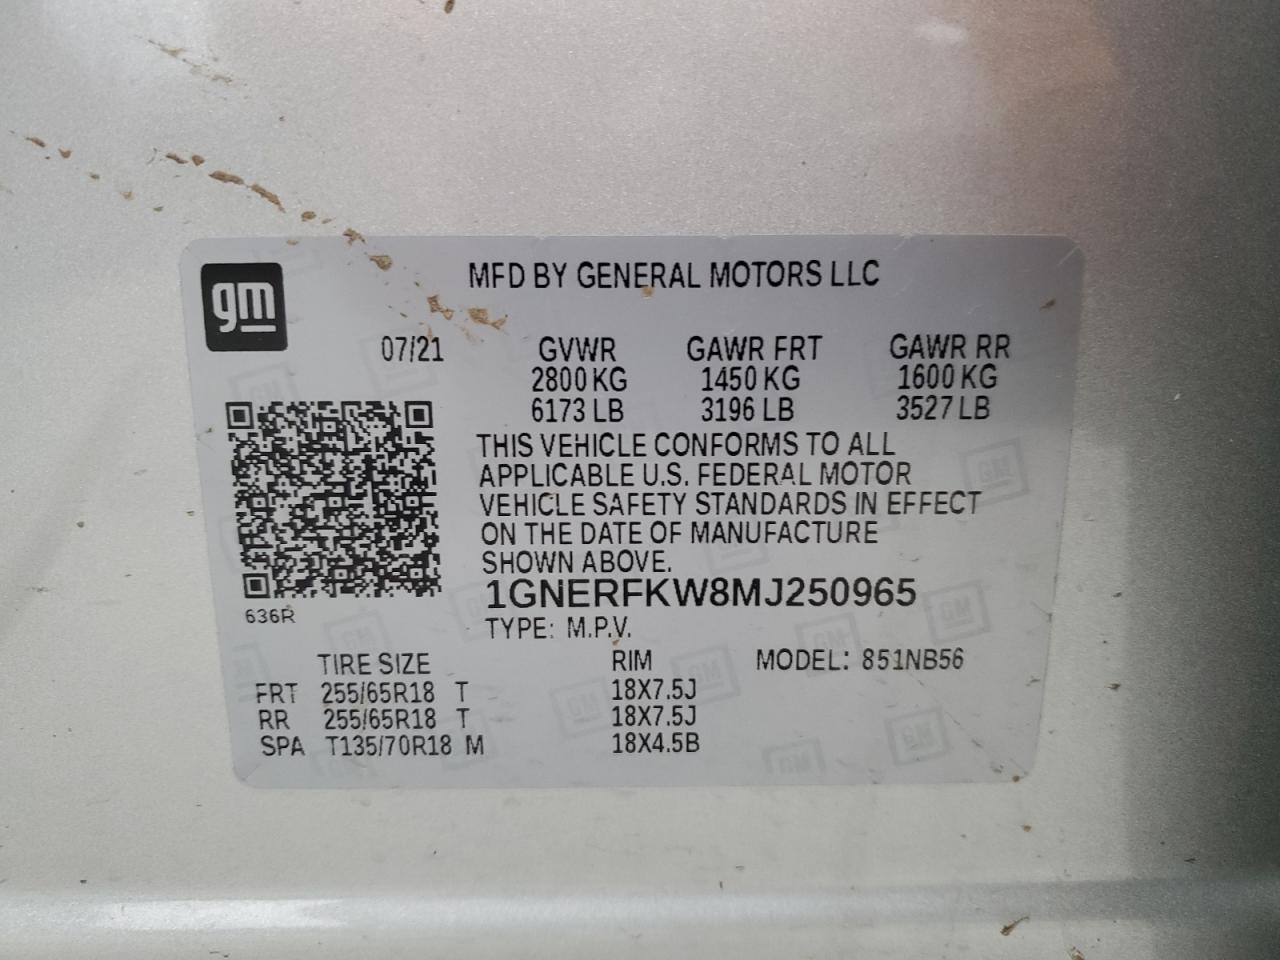 gm
MFD BY GENERAL MOTORS LLC
07/21 GVWR GAWR FRT GAWR RR
2800 KG 1450 KG 1600 KG
6173 LB 3196 LB 3527 LB
THIS VEHICLE CONFORMS TO ALL
APPLICABLE U.S. FEDERAL MOTOR
VEHICLE SAFETY STANDARDS IN EFFECT
ON THE DATE OF MANUFACTURE
SHOWN ABOVE.
1GNERFKW8MJ250965
636R
TYPE: M.P.V.
TIRE SIZE RIM MODEL: 851NB56
FRT 255/65R18 T 18X7.5J
RR 255/65R18 T 18X7.5J
SPA T135/70R18 M 18X4.5B